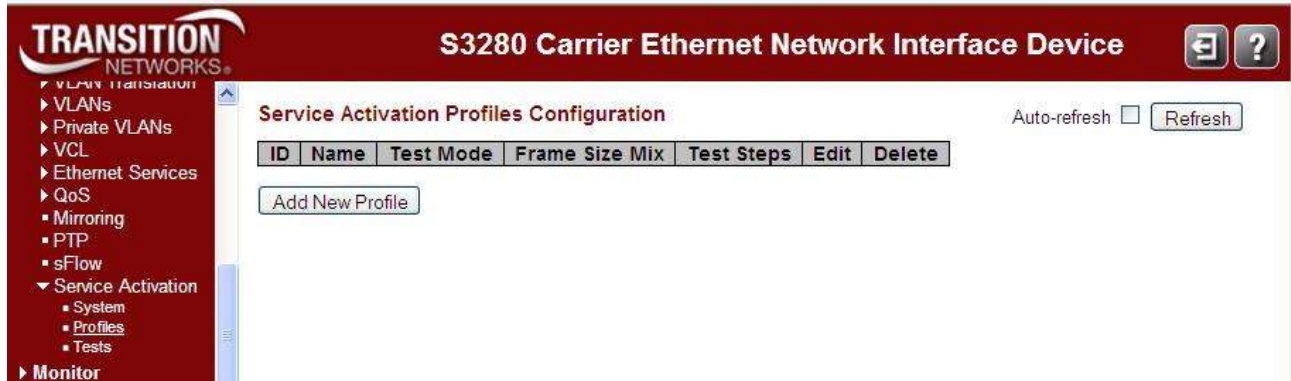 TRANSITION
NETWORKS®
S3280 Carrier Ethernet Network Interface Device
?
VLAN Translation
VLANs
Private VLANs
VCL
Ethernet Services
QoS
Mirroring
PTP
sFlow
Service Activation
System
Profiles
Tests
Monitor
Service Activation Profiles Configuration
Auto-refresh Refresh
ID Name Test Mode Frame Size Mix Test Steps Edit Delete
Add New Profile